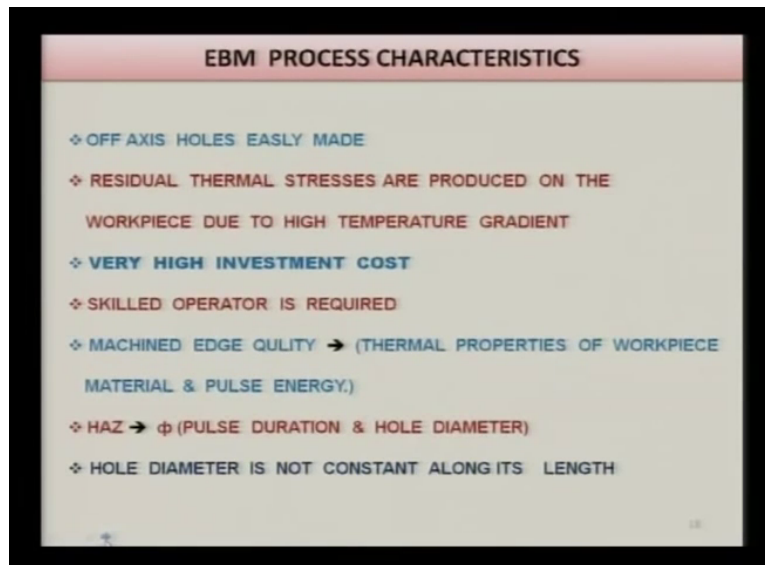 EBM PROCESS CHARACTERISTICS
❖ OFF AXIS HOLES EASLY MADE
❖ RESIDUAL THERMAL STRESSES ARE PRODUCED ON THE
WORKPIECE DUE TO HIGH TEMPERATURE GRADIENT
❖ VERY HIGH INVESTMENT COST
❖ SKILLED OPERATOR IS REQUIRED
❖ MACHINED EDGE QULITY ➔ (THERMAL PROPERTIES OF WORKPIECE
MATERIAL & PULSE ENERGY.)
❖ HAZ ➔ ф (PULSE DURATION & HOLE DIAMETER)
❖ HOLE DIAMETER IS NOT CONSTANT ALONG ITS LENGTH